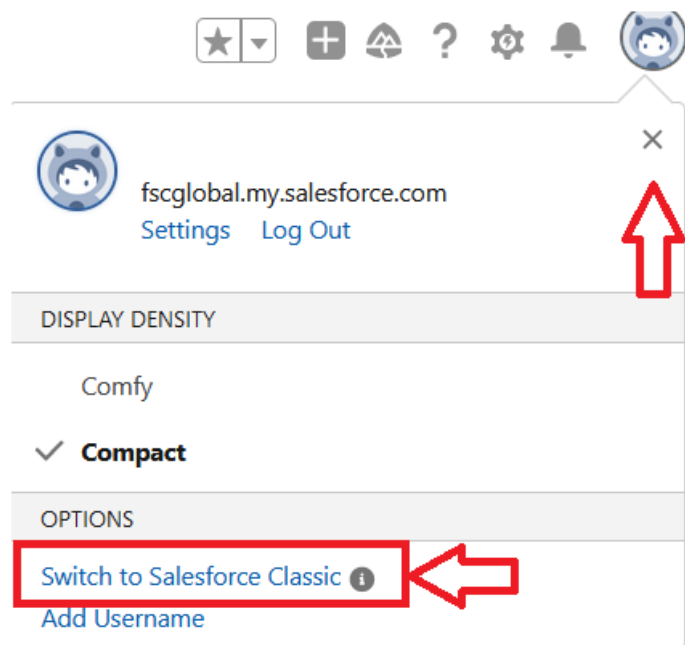 fscglobal.my.salesforce.com
Settings Log Out
DISPLAY DENSITY
Comfy
Compact
OPTIONS
Switch to Salesforce Classic
Add Username